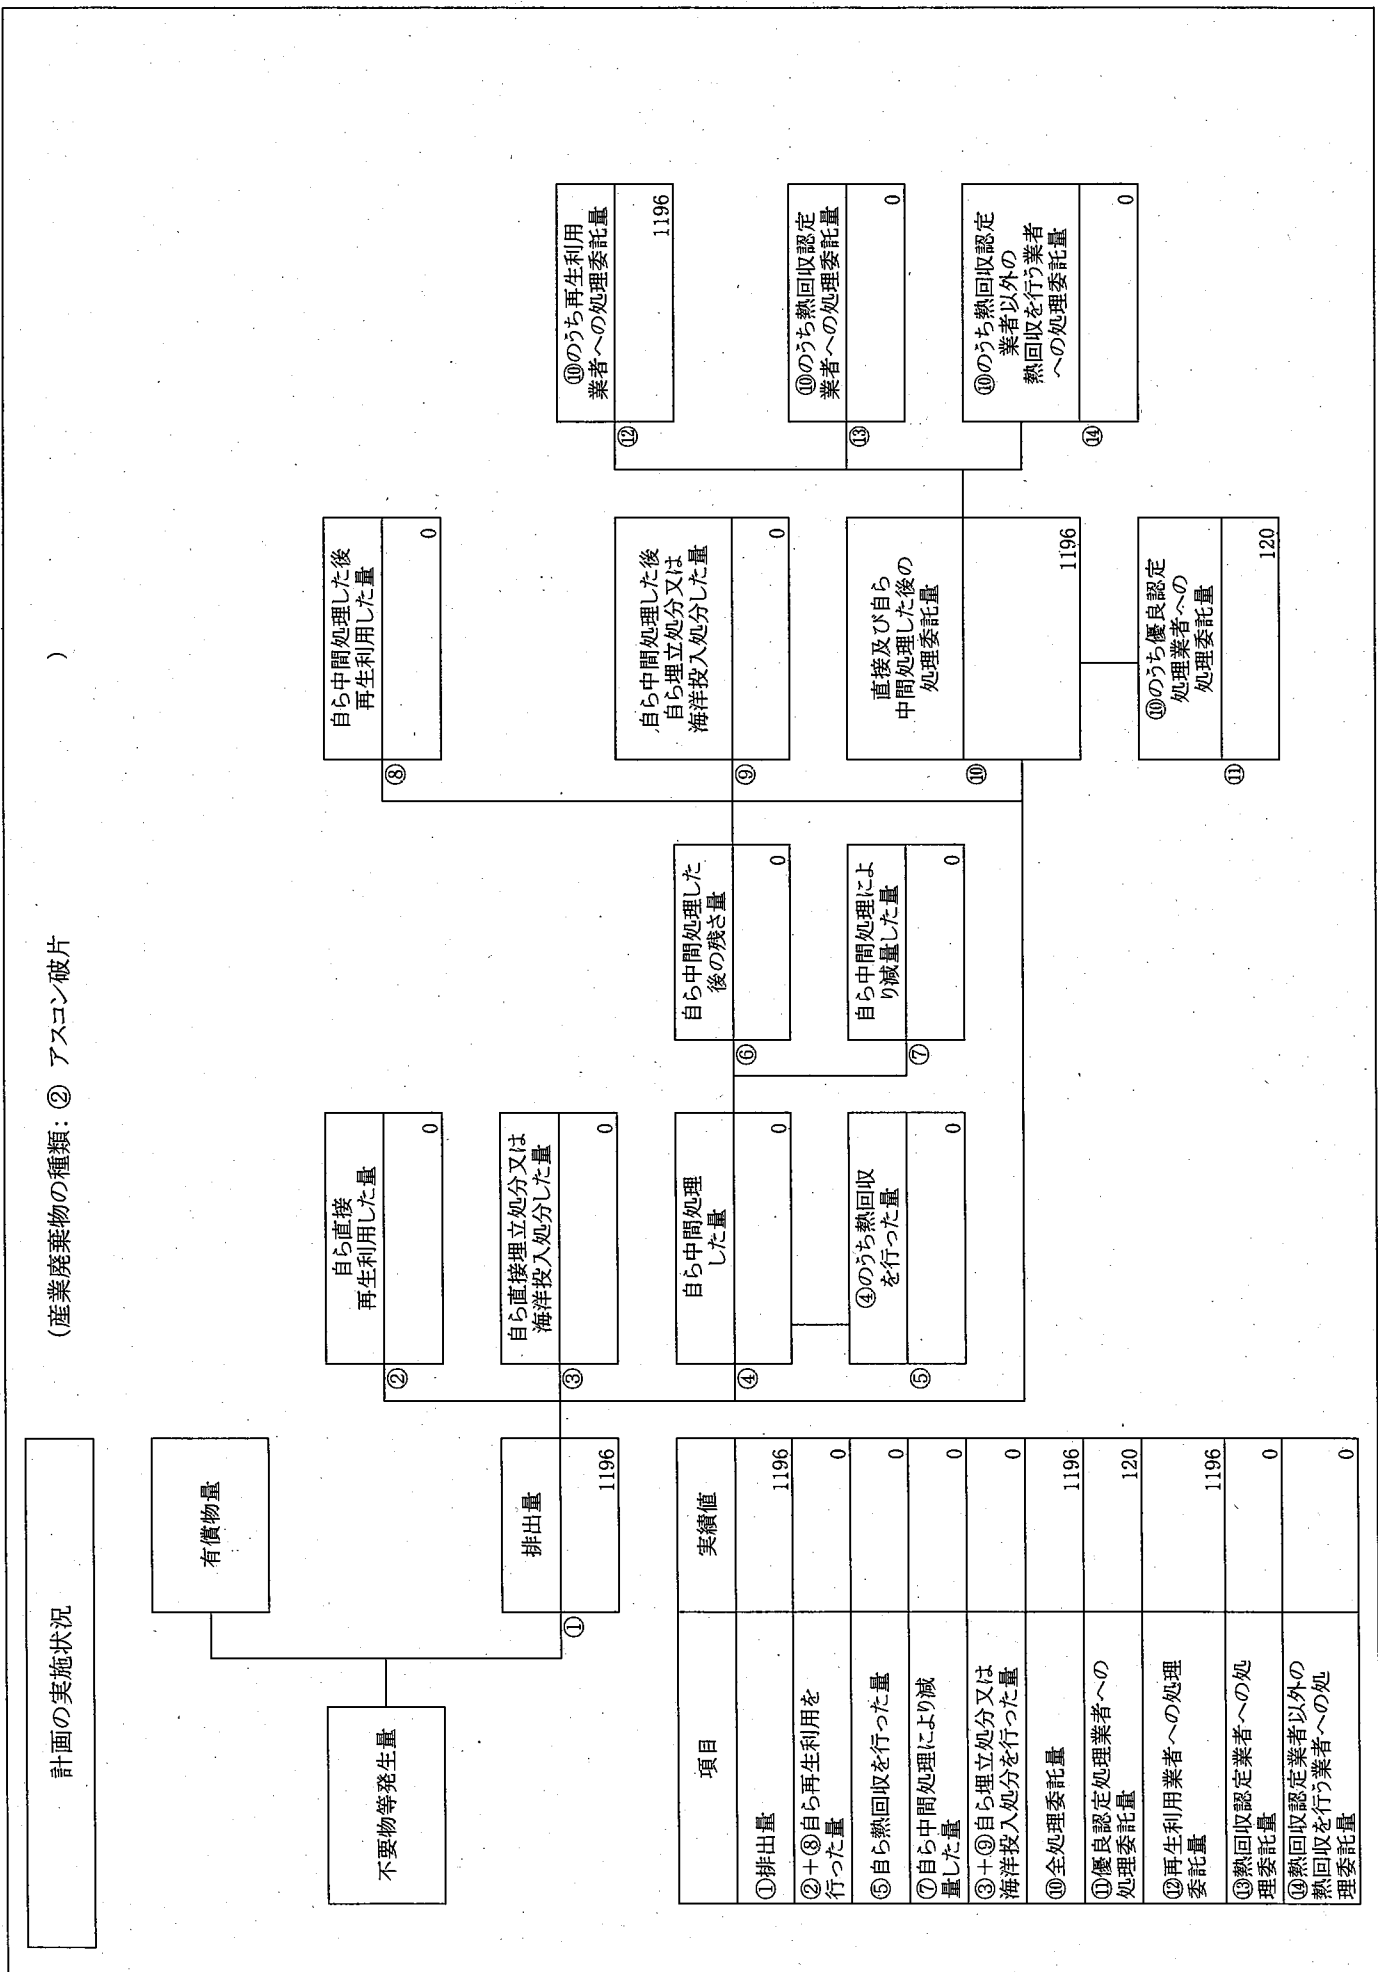 計画の実施状況
(産業廃棄物の種類:② アスコン破片
)
不要物等発生量
有償物量
①
排出量
1196
②
自ら直接
再生利用した量
0
③
自ら直接埋立処分又は
海洋投入処分した量
0
④
自ら中間処理
した量
0
⑤
④のうち熱回収
を行った量
0
⑥
自ら中間処理した
後の残さ量
0
⑦
自ら中間処理によ
り減量した量
0
⑧
自ら中間処理した後
再生利用した量
0
⑨
自ら中間処理した後
自ら埋立処分又は
海洋投入処分した量
0
⑩
直接及び自ら
中間処理した後の
処理委託量
1196
⑪
⑩のうち優良認定
処理業者への
処理委託量
120
⑫
⑩のうち再生利用
業者への処理委託量
1196
⑬
⑩のうち熱回収認定
業者への処理委託量
0
⑭
⑩のうち熱回収認定
業者以外の
熱回収を行う業者
への処理委託量
0
項目
実績値
①排出量
1196
②+⑧自ら再生利用を
行った量
0
⑤自ら熱回収を行った量
0
⑦自ら中間処理により減
量した量
0
③+⑨自ら埋立処分又は
海洋投入処分を行った量
0
⑩全処理委託量
1196
⑪優良認定処理業者への
処理委託量
120
⑫再生利用業者への処理
委託量
1196
⑬熱回収認定業者への処
理委託量
0
⑭熱回収認定業者以外の
熱回収を行う業者への処
理委託量
0